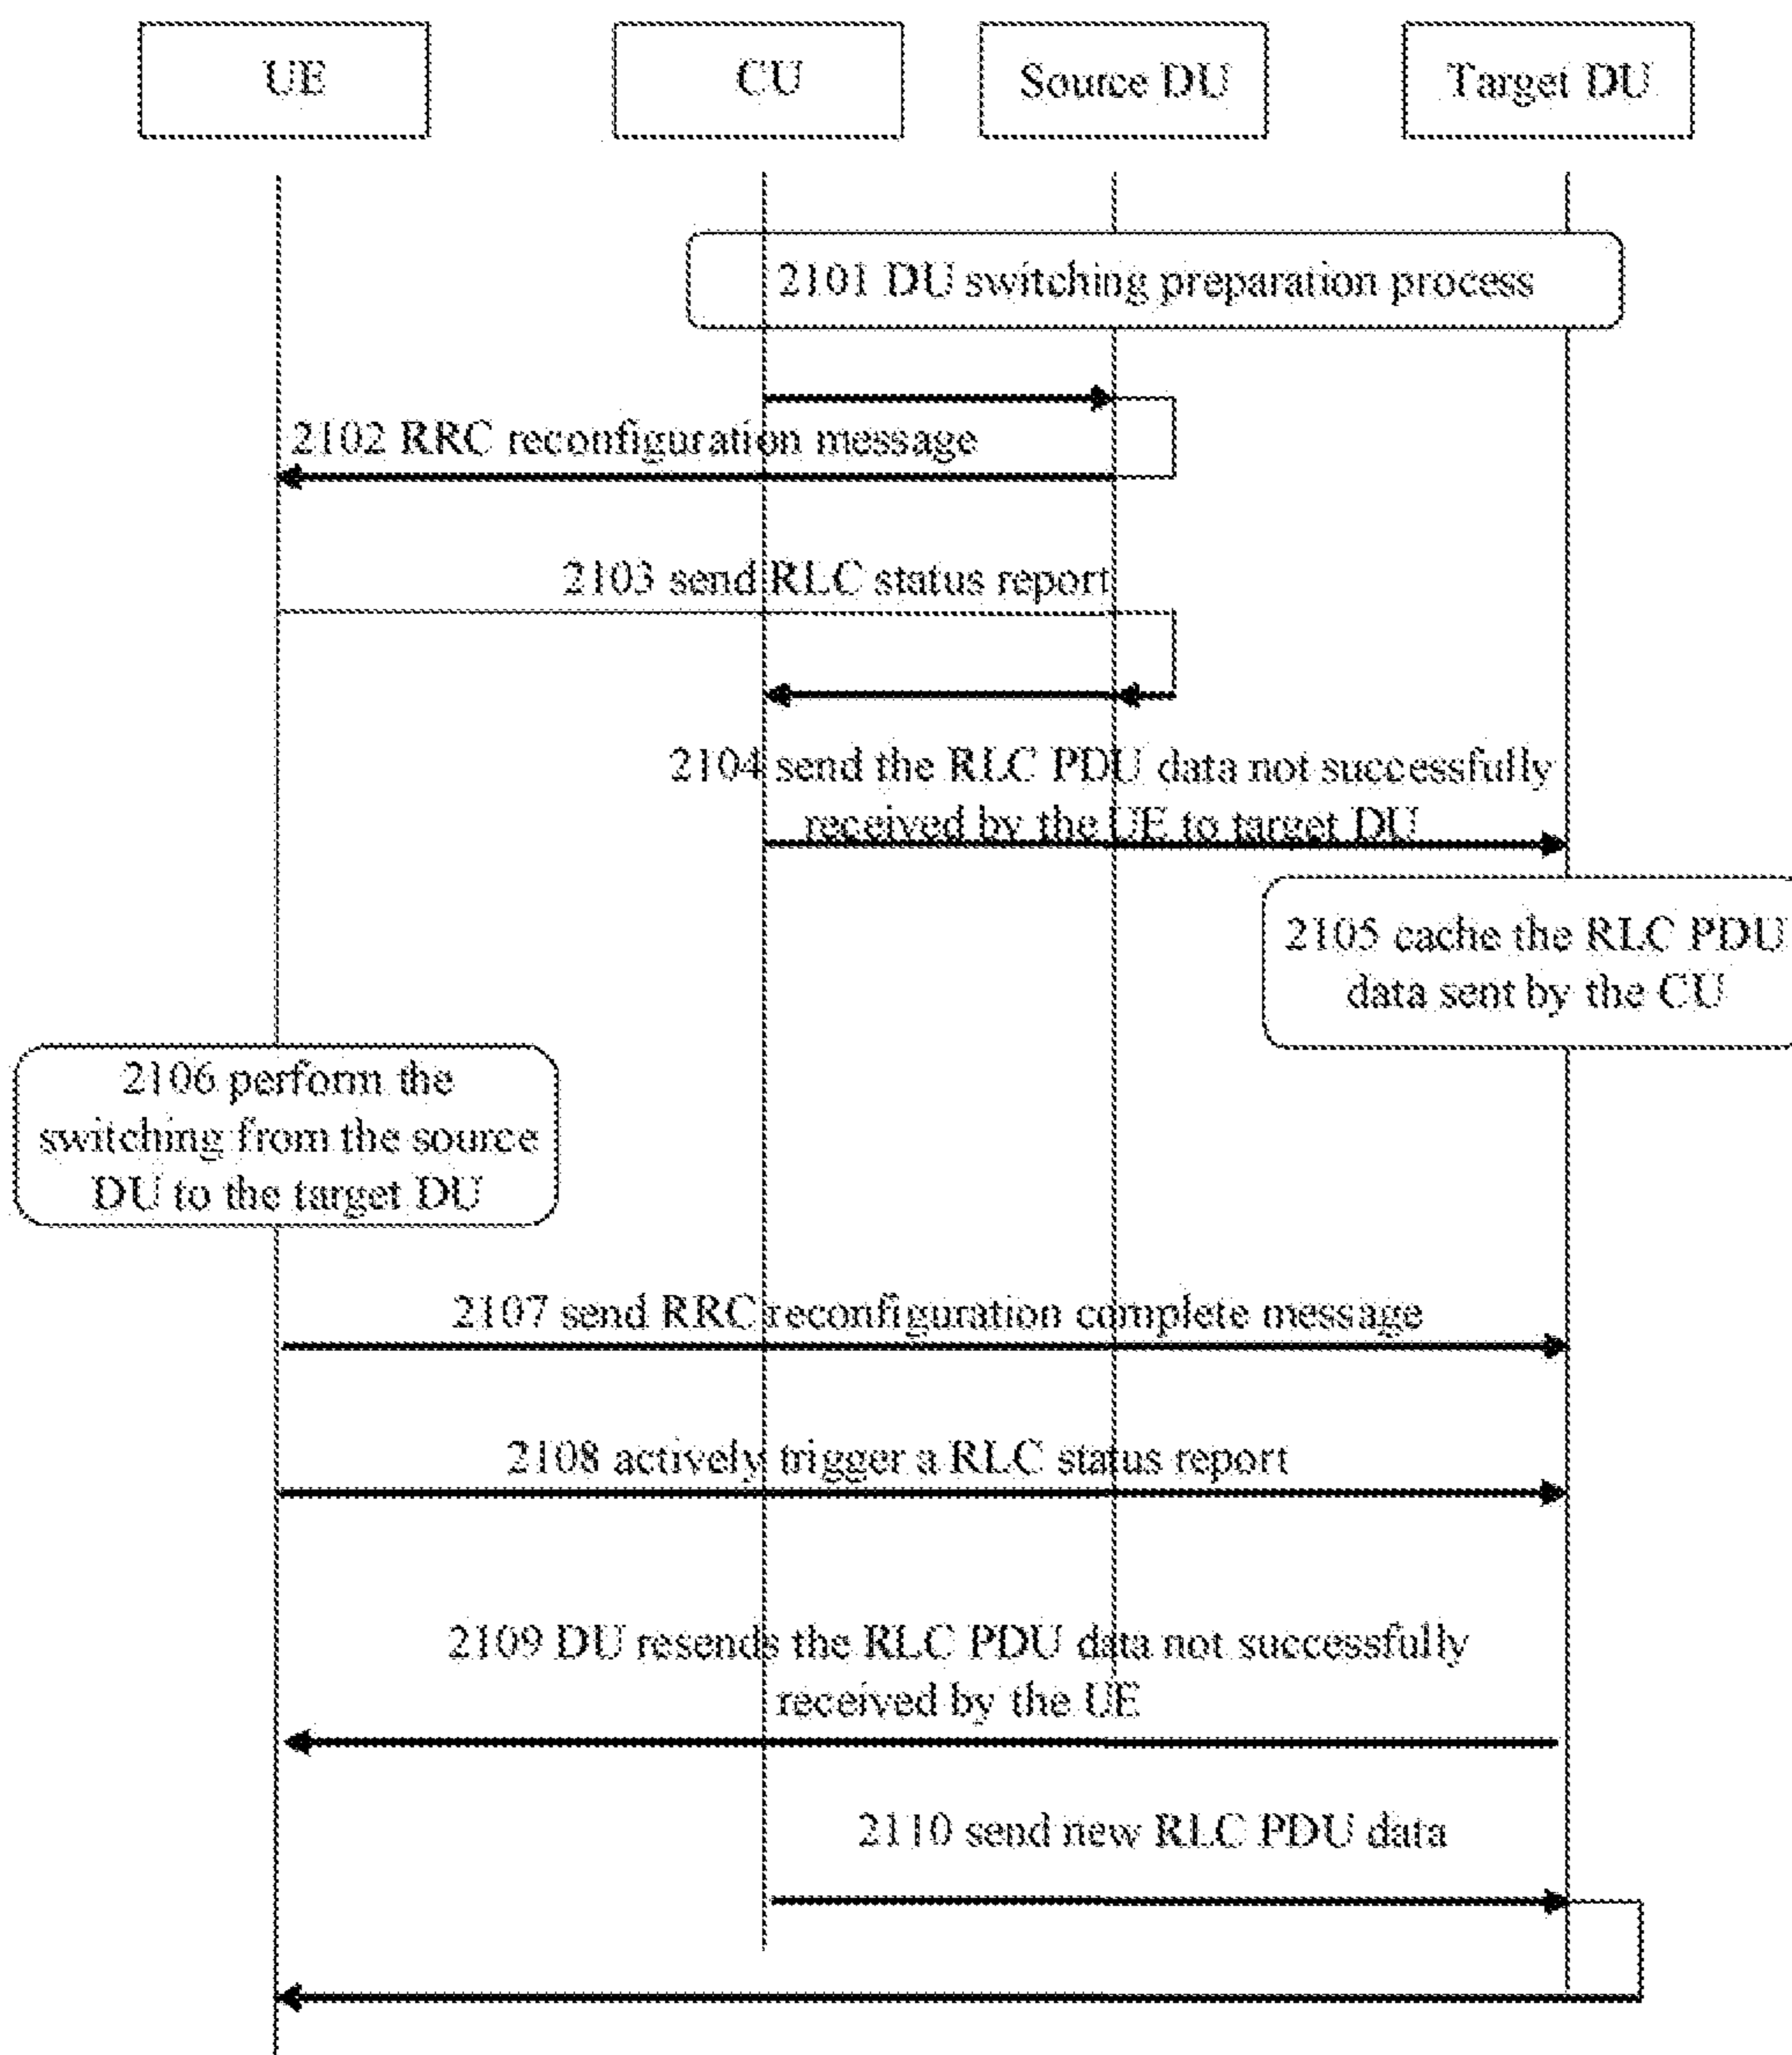 UE
CU
Source DU
Target DU
2101 DU switching preparation process
2102 RRC reconfiguration message
2103 send RLC status report
2104 send the RLC PDU data not successfully
received by the UE to target DU
2105 cache the RLC PDU
data sent by the CU
2106 perform the
switching from the source
DU to the target DU
2107 send RRC reconfiguration complete message
2108 actively trigger a RLC status report
2109 DU resends the RLC PDU data not successfully
received by the UE
2110 send new RLC PDU data